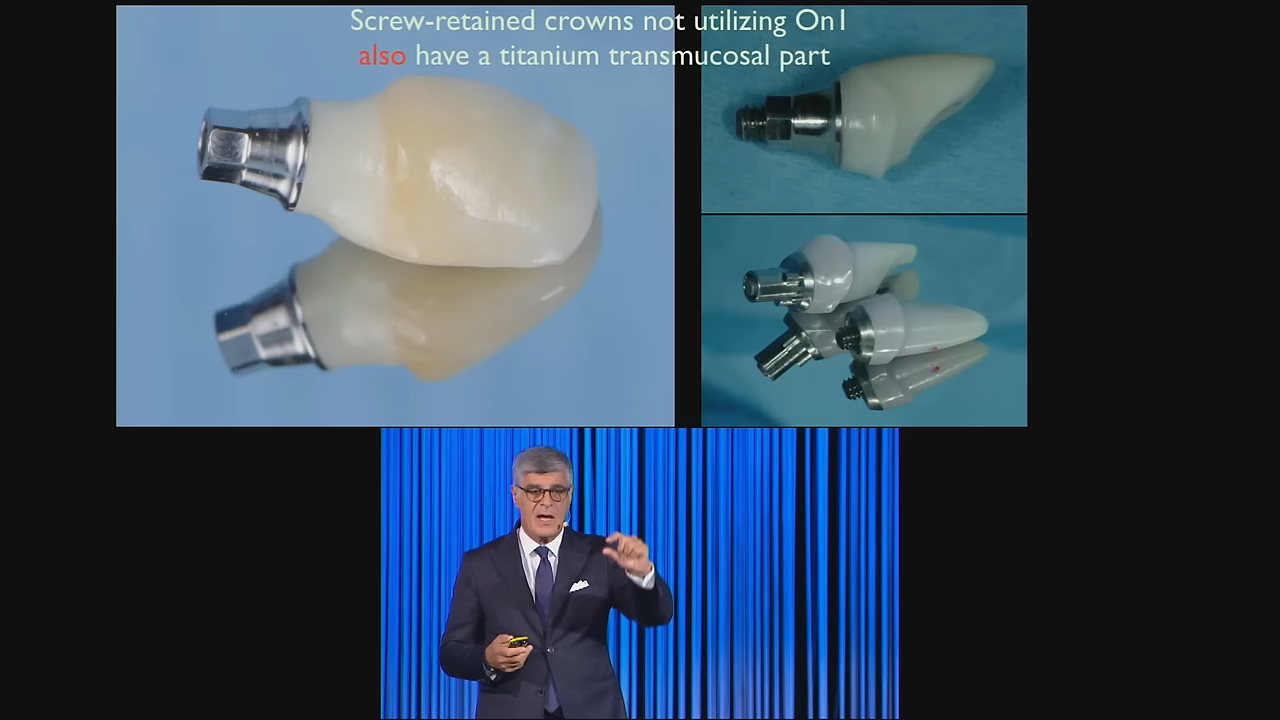 Screw-retained crowns not utilizing On1
also have a titanium transmucosal part